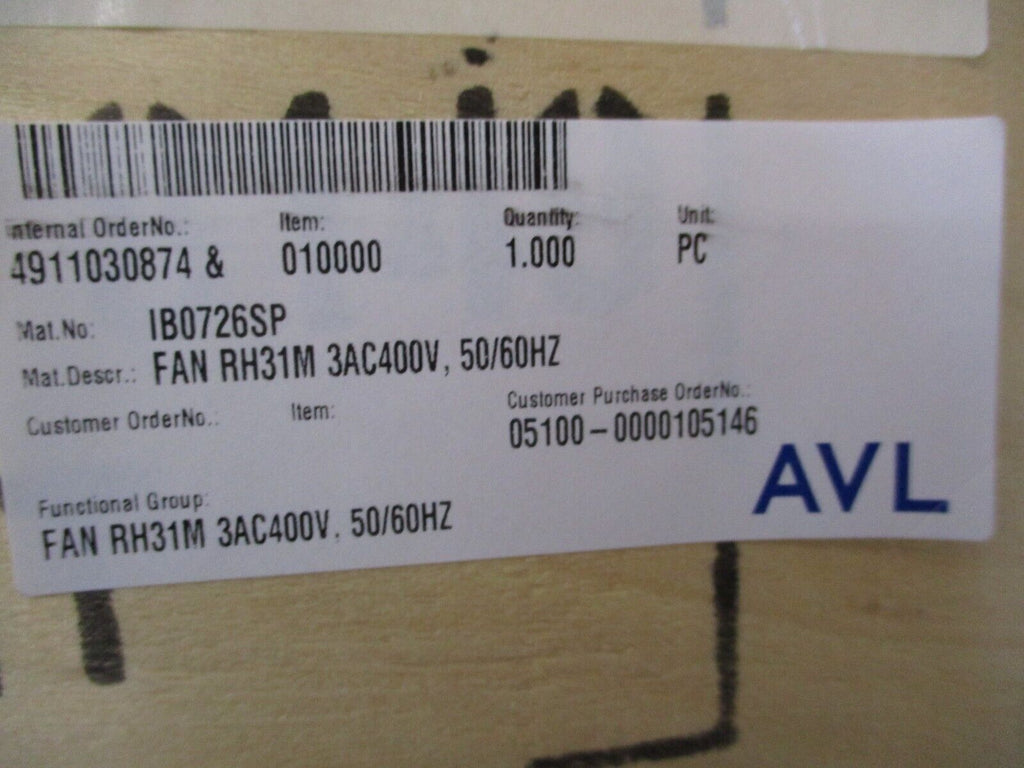 Internal OrderNo.: Item: Quantity: Unit:
4911030874 & 010000 1.000 PC
Mat.No: IB0726SP
Mat.Descr.: FAN RH31M 3AC400V, 50/60HZ
Customer OrderNo.: Item: Customer Purchase OrderNo.:
05100-0000105146
AVL
Functional Group:
FAN RH31M 3AC400V, 50/60HZ